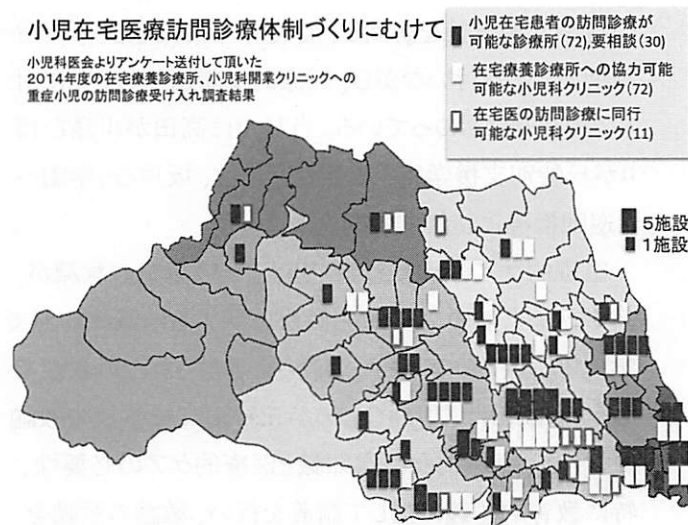 小児在宅医療訪問診療体制づくりにむけて
小児科医会よりアンケート送付して頂いた
2014年度の在宅療養診療所、小児科開業クリニックへの
重症小児の訪問診療受け入れ調査結果
小児在宅患者の訪問診療が
可能な診療所(72),要相談(30)
在宅療養診療所への協力可能
可能な小児科クリニック(72)
在宅医の訪問診療に同行
可能な小児科クリニック(11)
5施設
1施設